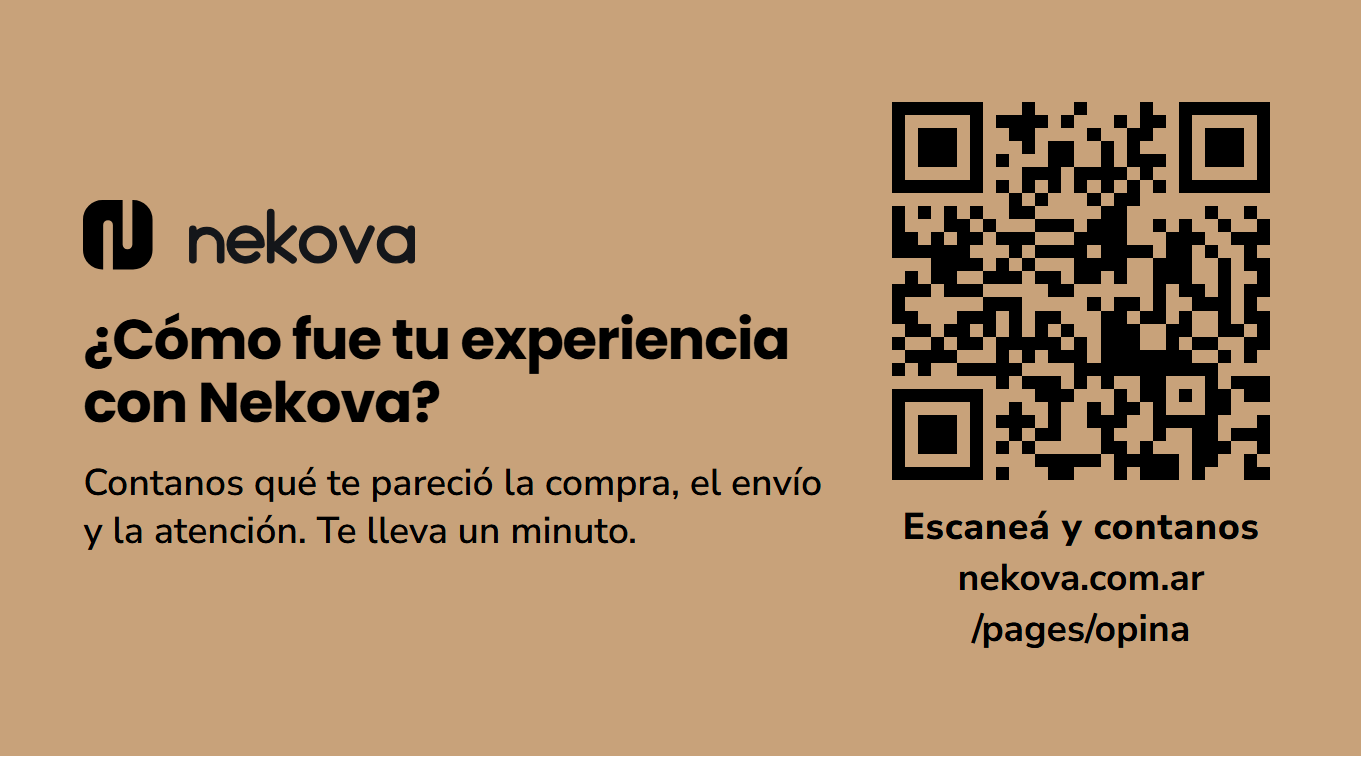 nekova
¿Cómo fue tu experiencia
con Nekova?
Contanos qué te pareció la compra, el envío
y la atención. Te lleva un minuto.
Escaneá y contanos
nekova.com.ar
/pages/opina